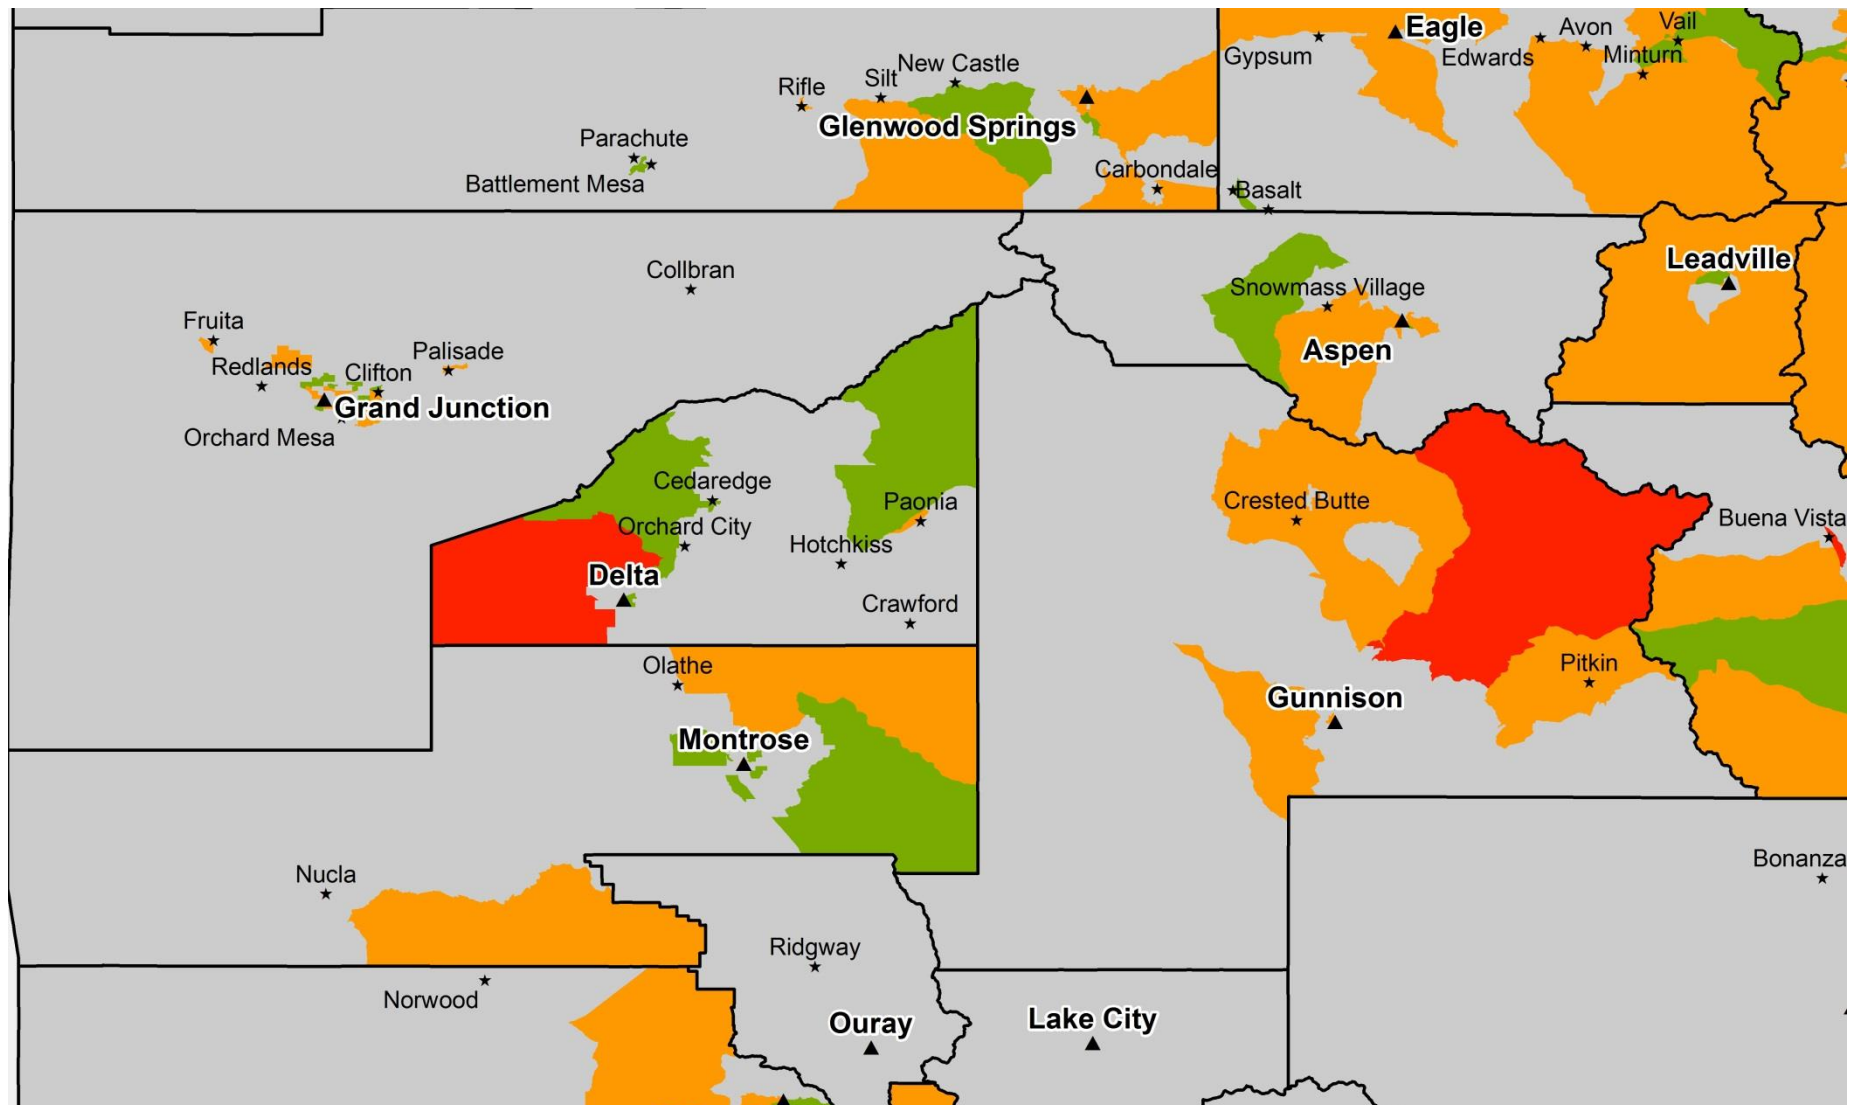 Eagle
Avon
Vail
Gypsum
Edwards
Minturn
New Castle
Silt
Rifle
Glenwood Springs
Parachute
Battlement Mesa
Carbondale
Basalt
Collbran
Leadville
Snowmass Village
Aspen
Fruita
Redlands
Clifton
Palisade
Grand Junction
Orchard Mesa
Cedaredge
Paonia
Crested Butte
Orchard City
Hotchkiss
Buena Vista
Delta
Crawford
Olathe
Pitkin
Gunnison
Montrose
Nucla
Bonanza
Ridgway
Norwood
Ouray
Lake City